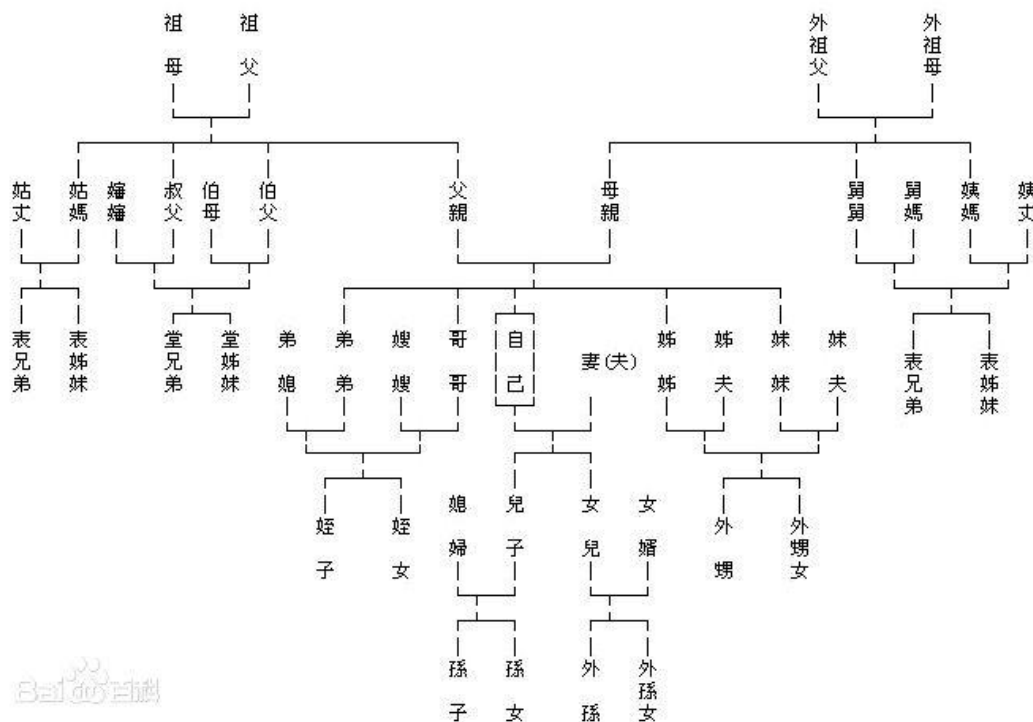 祖母
祖父
外祖父
外祖母
姑丈
姑媽
嬸嬸
叔父
伯母
伯父
父親
母親
舅舅
舅媽
姨媽
姨丈
表兄弟
表姊妹
堂兄弟
堂姊妹
弟媳
弟弟
嫂嫂
哥哥
自己
妻(夫)
姊姊
姊夫
妹妹
妹夫
表兄弟
表姊妹
姪子
姪女
媳婦
兒子
女兒
女婿
外甥
外甥女
孫子
孫女
外孫
外孫女
Bai du 百科